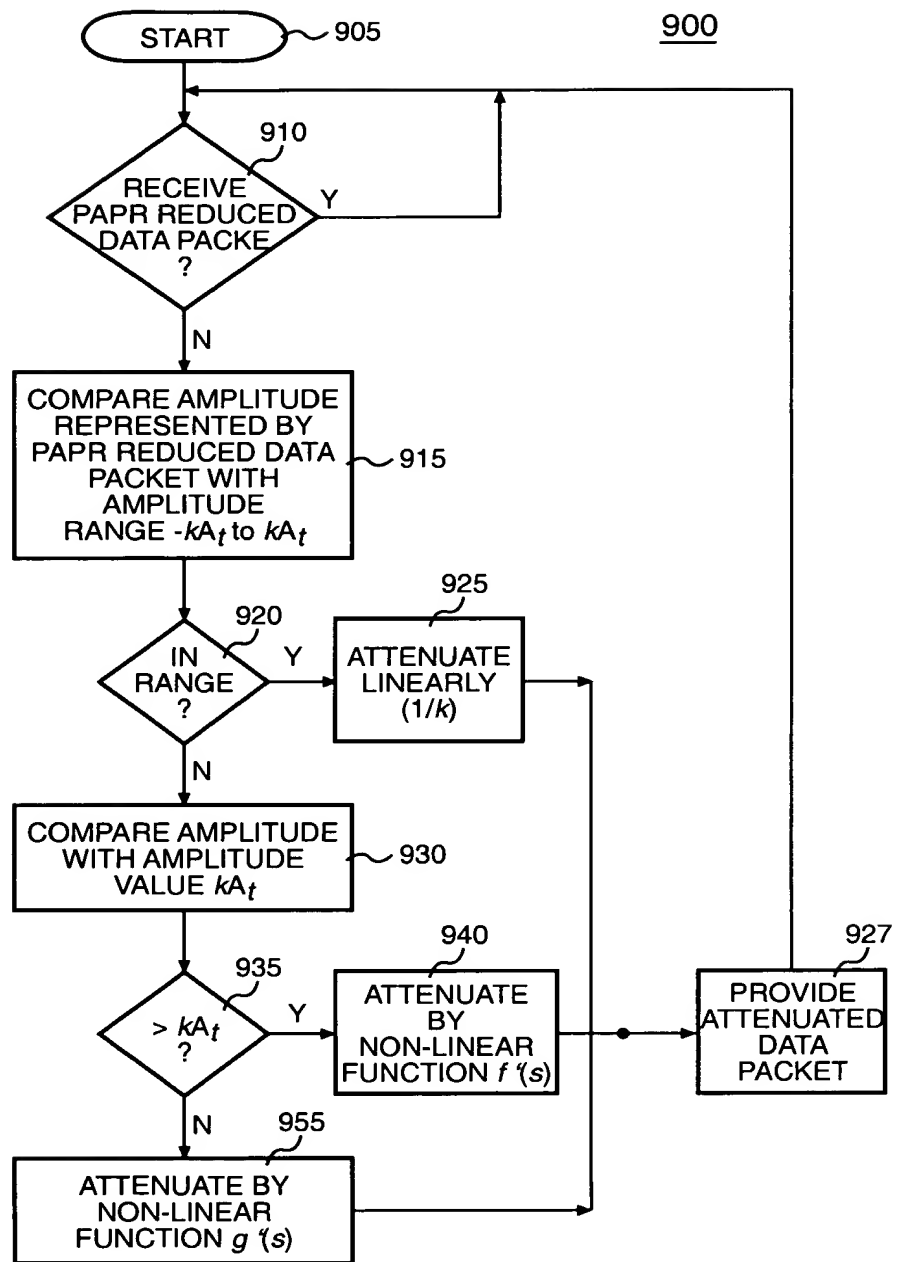 START
905
900
910
RECEIVE
PAPR REDUCED
DATA PACKE
?
Y
N
COMPARE AMPLITUDE
REPRESENTED BY
PAPR REDUCED DATA
PACKET WITH
AMPLITUDE
RANGE -kAt to kAt
915
920
IN
RANGE
?
Y
N
925
ATTENUATE
LINEARLY
(1/k)
COMPARE AMPLITUDE
WITH AMPLITUDE
VALUE kAt
930
935
> kAt
?
Y
N
940
ATTENUATE
BY
NON-LINEAR
FUNCTION f “(s)
927
PROVIDE
ATTENUATED
DATA
PACKET
955
ATTENUATE BY
NON-LINEAR
FUNCTION g “(s)